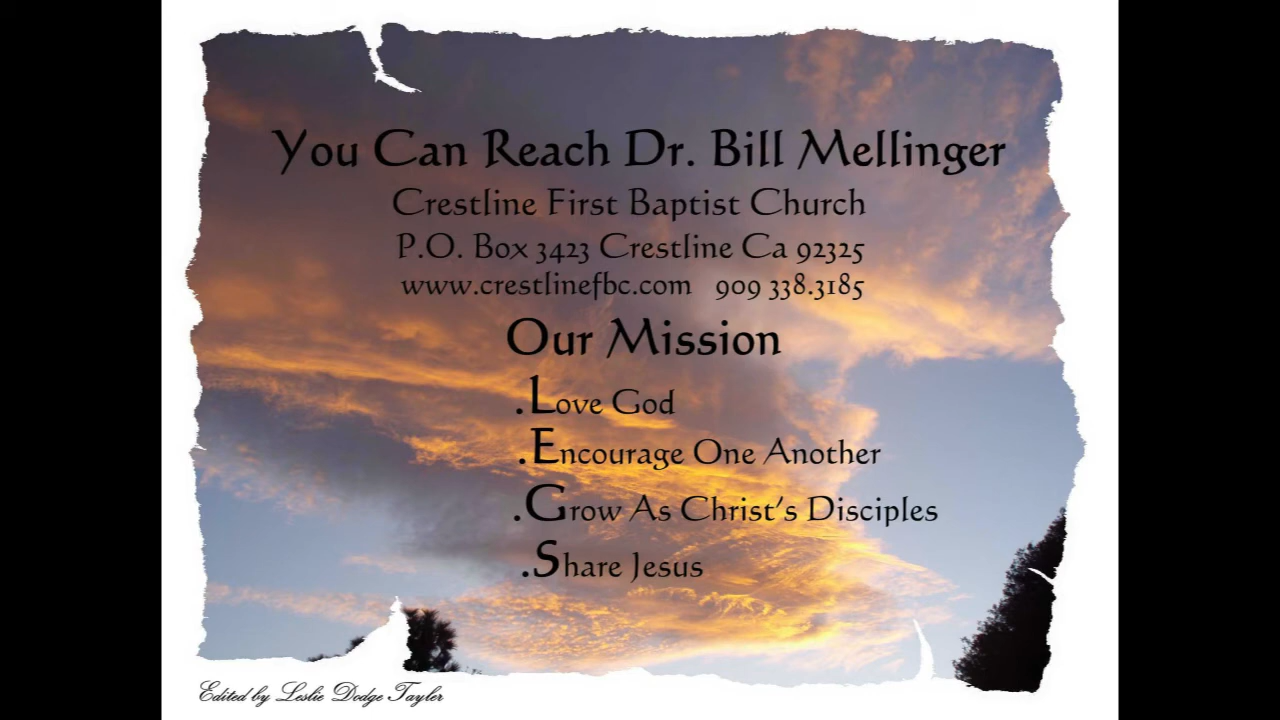 You Can Reach Dr. Bill Mellinger
Crestline First Baptist Church
P.O. Box 3423 Crestline Ca 92325
www.crestlinefbc.com 909 338.3185
Our Mission
.Love God
.Encourage One Another
.Grow As Christ's Disciples
.Share Jesus
Edited by Leslie Dodge Taylor